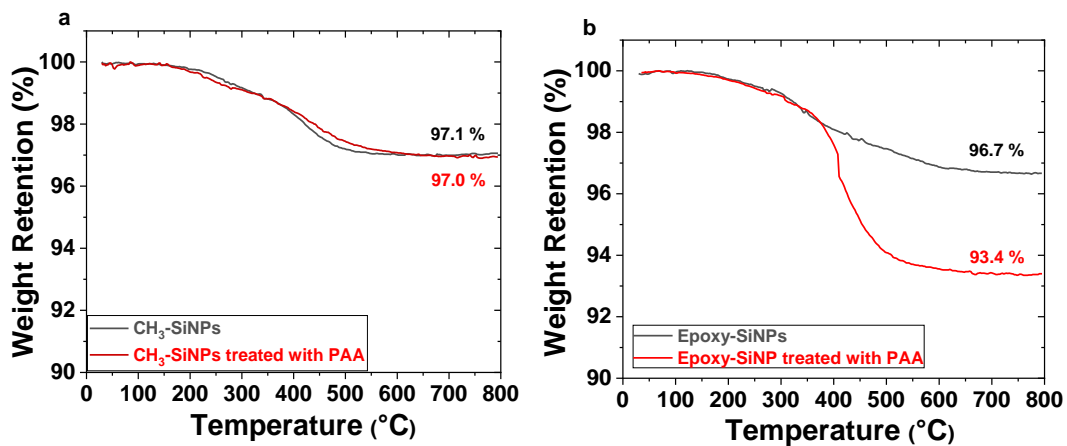 a
Weight Retention (%)
100
98
96
94
92
90
97.1 %
97.0 %
CH₃-SiNPs
CH₃-SiNPs treated with PAA
0 100 200 300 400 500 600 700 800
Temperature (°C)
b
Weight Retention (%)
100
98
96
94
92
90
96.7 %
93.4 %
Epoxy-SiNPs
Epoxy-SiNP treated with PAA
0 100 200 300 400 500 600 700 800
Temperature (°C)